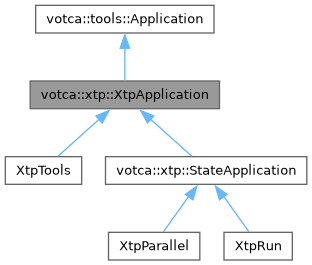 votca::tools::Application
votca::xtp::XtpApplication
XtpTools
votca::xtp::StateApplication
XtpParallel
XtpRun